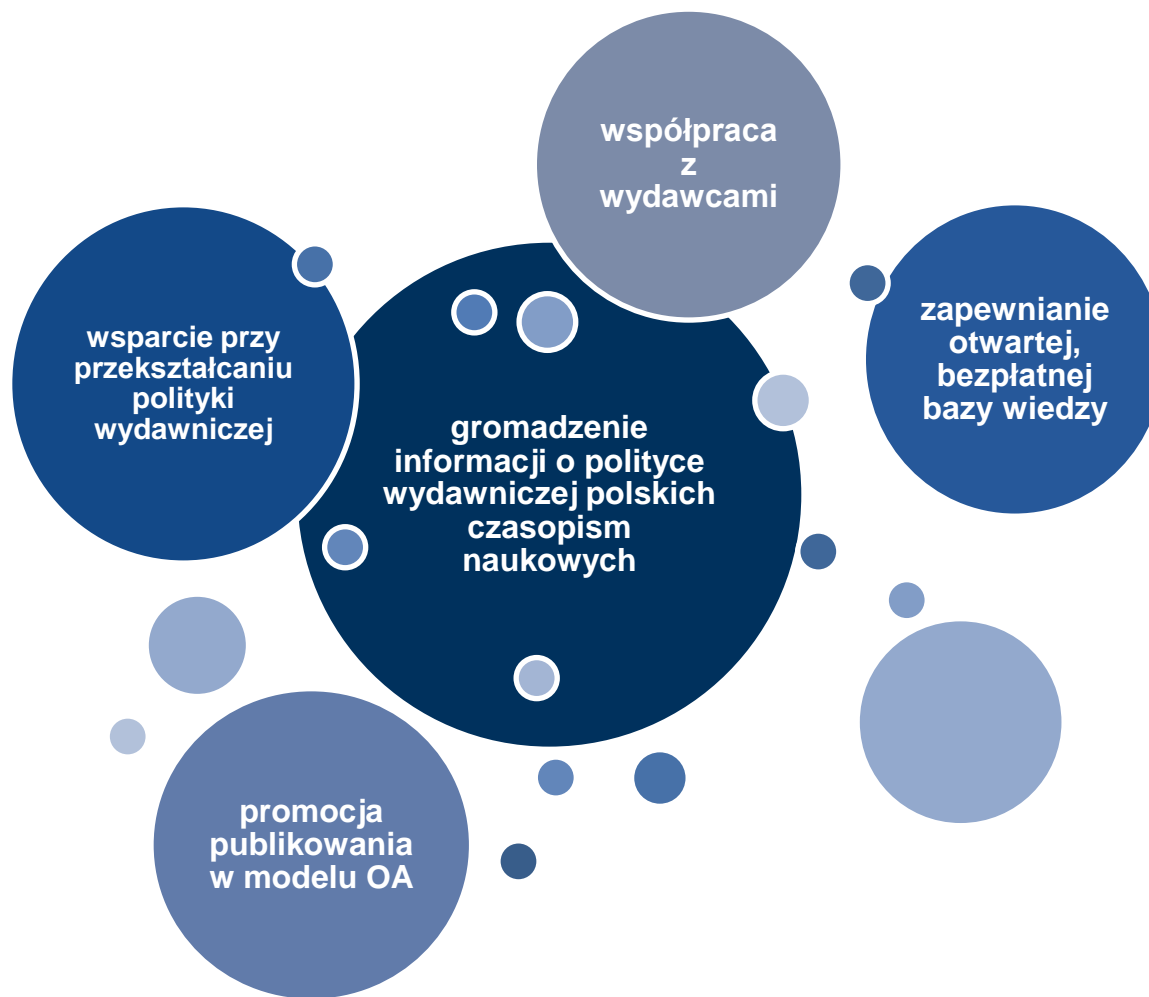 współpraca
z
wydawcami
wsparcie przy
przekształcaniu
polityki
wydawniczej
zapewnianie
otwartej,
bezpłatnej
bazy wiedzy
gromadzenie
informacji o polityce
wydawniczej polskich
czasopism
naukowych
promocja
publikowania
w modelu OA